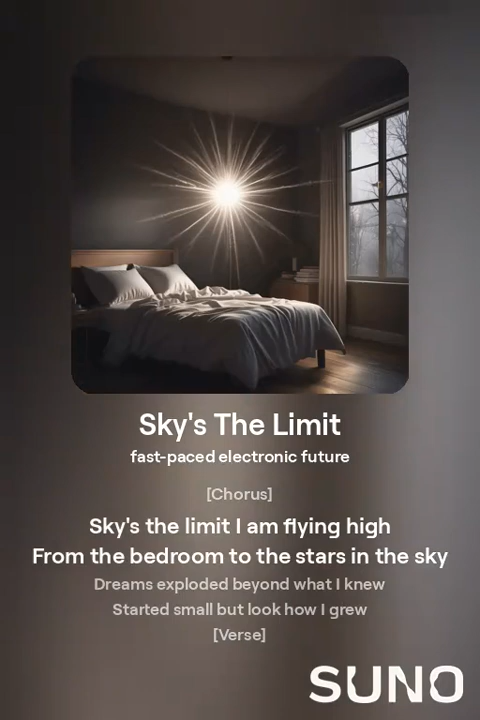 Sky's The Limit
fast-paced electronic future
[Chorus]
Sky's the limit I am flying high
From the bedroom to the stars in the sky
Dreams exploded beyond what I knew
Started small but look how I grew
[Verse]
SUNO